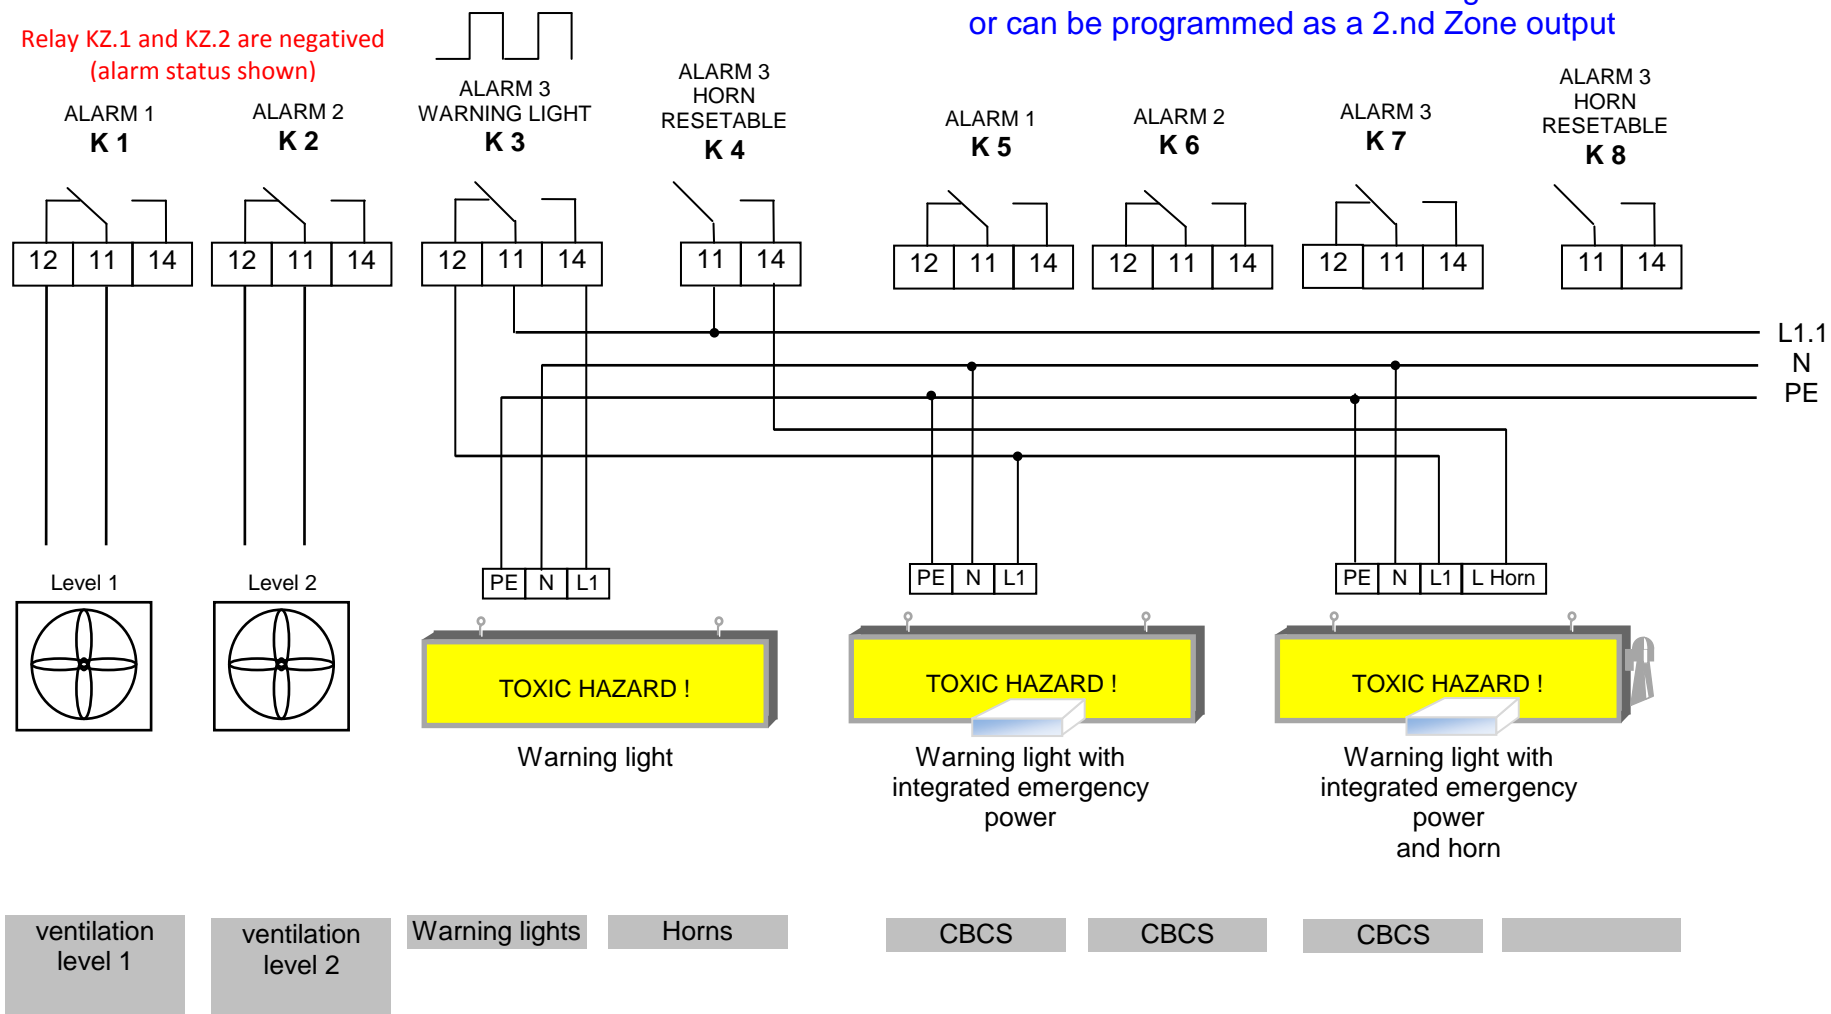 or can be programmed as a 2.nd Zone output
Relay KZ.1 and KZ.2 are negatived
(alarm status shown)
ALARM 1
K 1
ALARM 2
K 2
ALARM 3
WARNING LIGHT
K 3
ALARM 3
HORN
RESETABLE
K 4
ALARM 1
K 5
ALARM 2
K 6
ALARM 3
K 7
ALARM 3
HORN
RESETABLE
K 8
12 11 14
12 11 14
12 11 14
11 14
12 11 14
12 11 14
12 11 14
11 14
L1.1
N
PE
Level 1
Level 2
PE N L1
PE N L1
PE N L1 L Horn
TOXIC HAZARD !
TOXIC HAZARD !
TOXIC HAZARD !
Warning light
Warning light with
integrated emergency
power
Warning light with
integrated emergency
power
and horn
ventilation
level 1
ventilation
level 2
Warning lights
Horns
CBCS
CBCS
CBCS